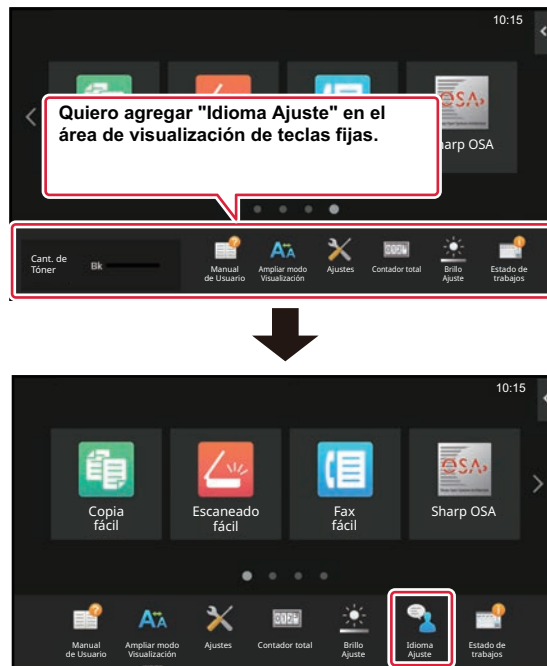 10:15
Quiero agregar "Idioma Ajuste" en el
área de visualización de teclas fijas.
OSA
arp OSA
Cant. de
Tóner
Bk
Manual
de Usuario
Ampliar modo
Visualización
Ajustes
Contador total
Brillo
Ajuste
Estado de
trabajos
10:15
Copia
fácil
Escaneado
fácil
Fax
fácil
OSA
Sharp OSA
Manual
de Usuario
Ampliar modo
Visualización
Ajustes
Contador total
Brillo
Ajuste
Idioma
Ajuste
Estado de
trabajos